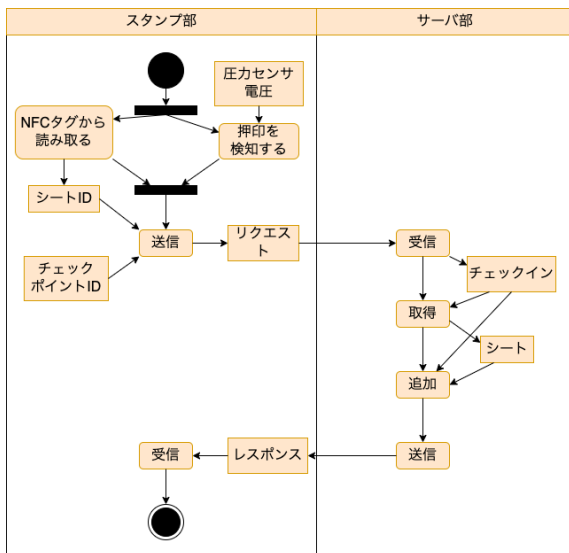 スタンプ部
サーバ部
圧力センサ
電圧
NFCタグから
読み取る
押印を
検知する
シートID
送信
リクエス
ト
受信
チェック
ポイントID
チェックイン
取得
シート
追加
受信
レスポンス
送信